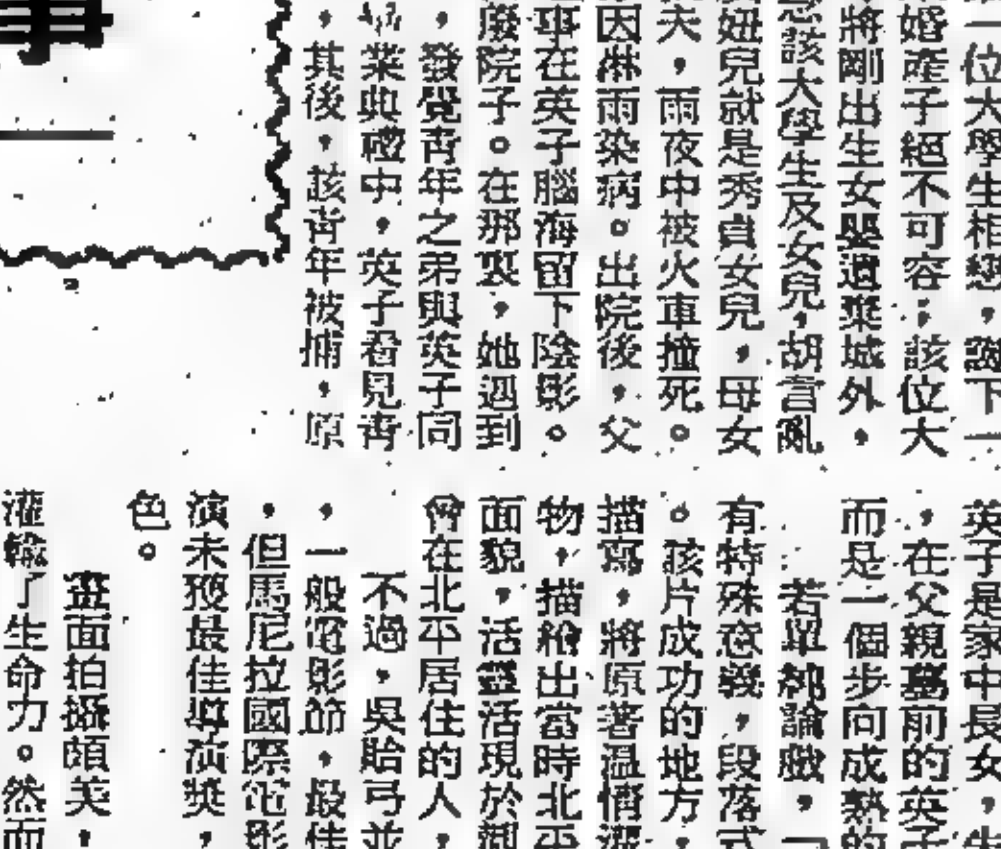 事
位大學生相戀，誕下一
婚產子絕不可容；該位大
將剛出生女嬰遺棄城外，
該大學生及女兒，胡言亂
妞兒就是秀貞女兒，母女
天，雨夜中被火車撞死。
因淋雨染病。出院後，父
事在英子腦海留下陰影。
廢院子。在那裏，她遇到
，發覺青年之弟與英子同
業典禮中，英子看見青
，其後，該青年被捕，原
英子是家中長女，
，在父親墓前的英子
而是一個步向成熟的
若單純論戲，「
有特殊意義，段落式
。該片成功的地方，
描寫，將原著溫情濃
物，描繪出當時北平
面貌，活靈活現於
曾在北平居住的人，
不過，吳貽弓並
，一般電影節，最佳
，但馬尼拉國際電影
演未獲最佳導演獎，
色。
畫面拍攝頗美，
灌輸了生命力。然而